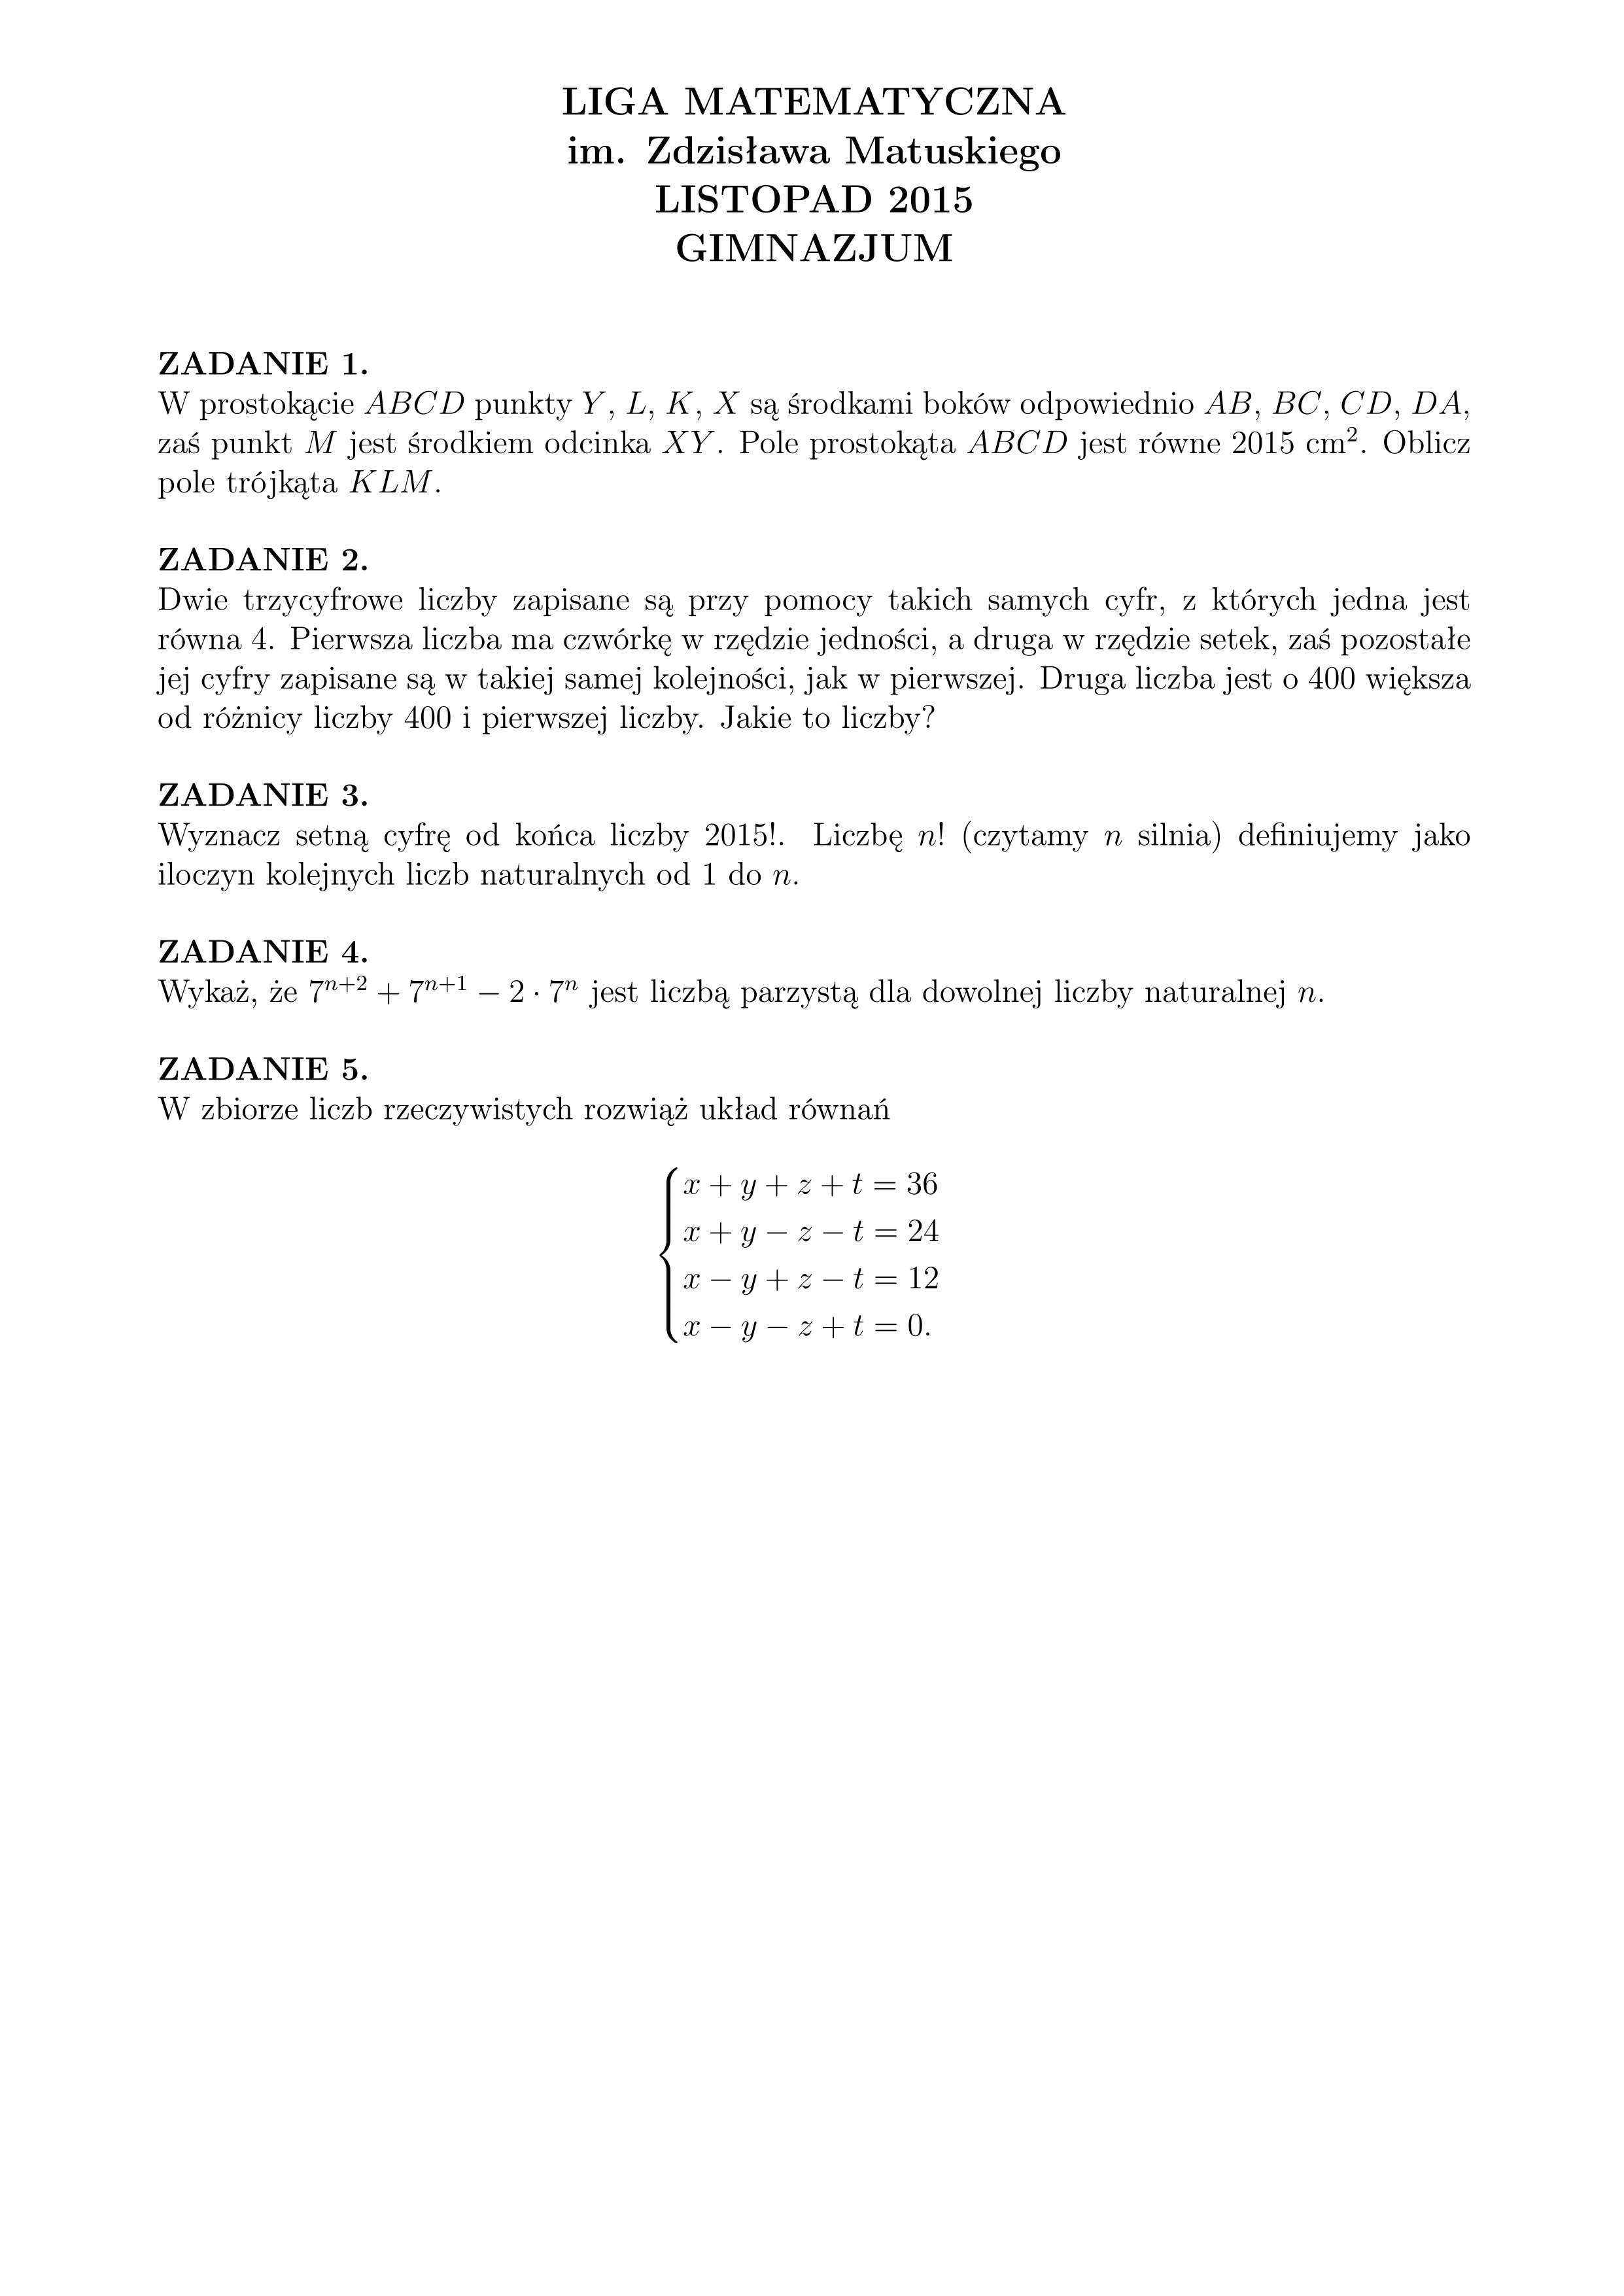 LIGA MATEMATYCZNA
im. Zdzisława Matuskiego
LISTOPAD 2015
GIMNAZJUM
ZADANIE 1.
W prostokącie $ABCD$ punkty $Y$, $L$, $K$, $X$ są środkami boków odpowiednio $AB$, $BC$, $CD$, $DA$,
zaś punkt $M$ jest środkiem odcinka $XY$. Pole prostokąta $ABCD$ jest równe 2015 cm$^2$. Oblicz
pole trójkąta $KLM$.
ZADANIE 2.
Dwie trzycyfrowe liczby zapisane są przy pomocy takich samych cyfr, z których jedna jest
równa 4. Pierwsza liczba ma czwórkę w rzędzie jedności, a druga w rzędzie setek, zaś pozostałe
jej cyfry zapisane są w takiej samej kolejności, jak w pierwszej. Druga liczba jest o 400 większa
od różnicy liczby 400 i pierwszej liczby. Jakie to liczby?
ZADANIE 3.
Wyznacz setną cyfrę od końca liczby 2015!. Liczbę $n!$ (czytamy $n$ silnia) definiujemy jako
iloczyn kolejnych liczb naturalnych od 1 do $n$.
ZADANIE 4.
Wykaż, że $7^{n+2} + 7^{n+1} - 2 \cdot 7^n$ jest liczbą parzystą dla dowolnej liczby naturalnej $n$.
ZADANIE 5.
W zbiorze liczb rzeczywistych rozwiąż układ równań
$x + y + z + t = 36$
$x + y - z - t = 24$
$x - y + z - t = 12$
$x - y - z + t = 0.$